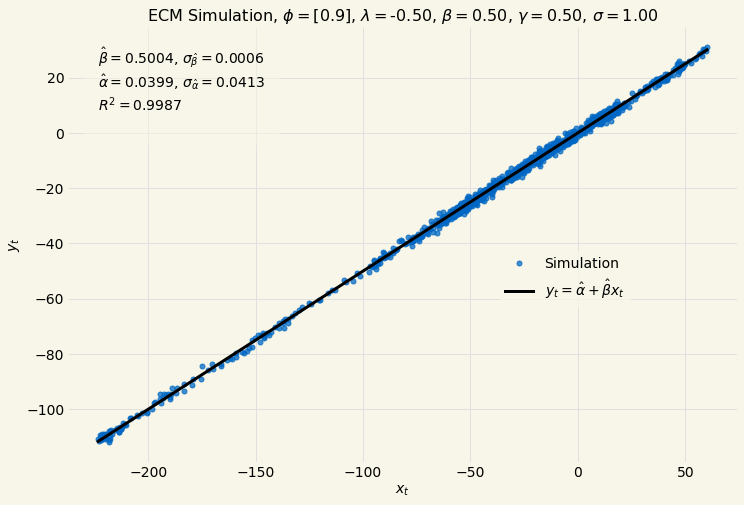 ECM Simulation, ϕ = [0.9], λ = -0.50, β = 0.50, γ = 0.50, σ = 1.00
β̂ = 0.5004, σ_β̂ = 0.0006
α̂ = 0.0399, σ_α̂ = 0.0413
R² = 0.9987
20
0
−20
−40
−60
−80
−100
y_t
Simulation
y_t = α̂ + β̂x_t
−200 −150 −100 −50 0 50
x_t